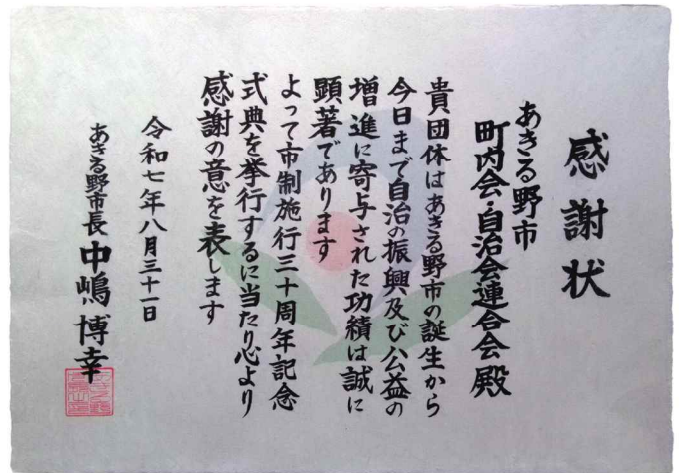 感謝状
あきる野市
町内会・自治会連合会殿
貴団体はあきる野市の誕生から
今日まで自治の振興及び公益の
増進に寄与された功績は誠に
顕著であります
よって市制施行三十周年記念
式典を挙行するに当たり心より
感謝の意を表します
令和七年八月三十一日
あきる野市長 中嶋博幸